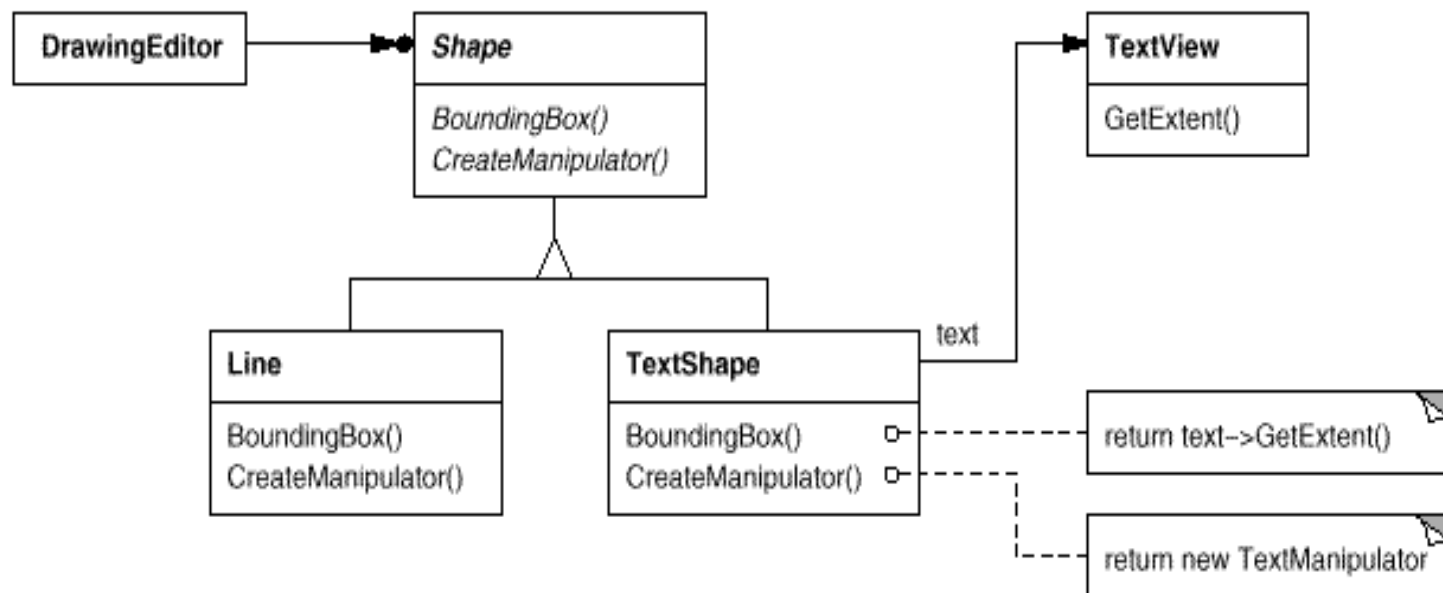 DrawingEditor
Shape
BoundingBox()
CreateManipulator()
TextView
GetExtent()
Line
BoundingBox()
CreateManipulator()
TextShape
BoundingBox()
CreateManipulator()
text
return text->GetExtent()
return new TextManipulator